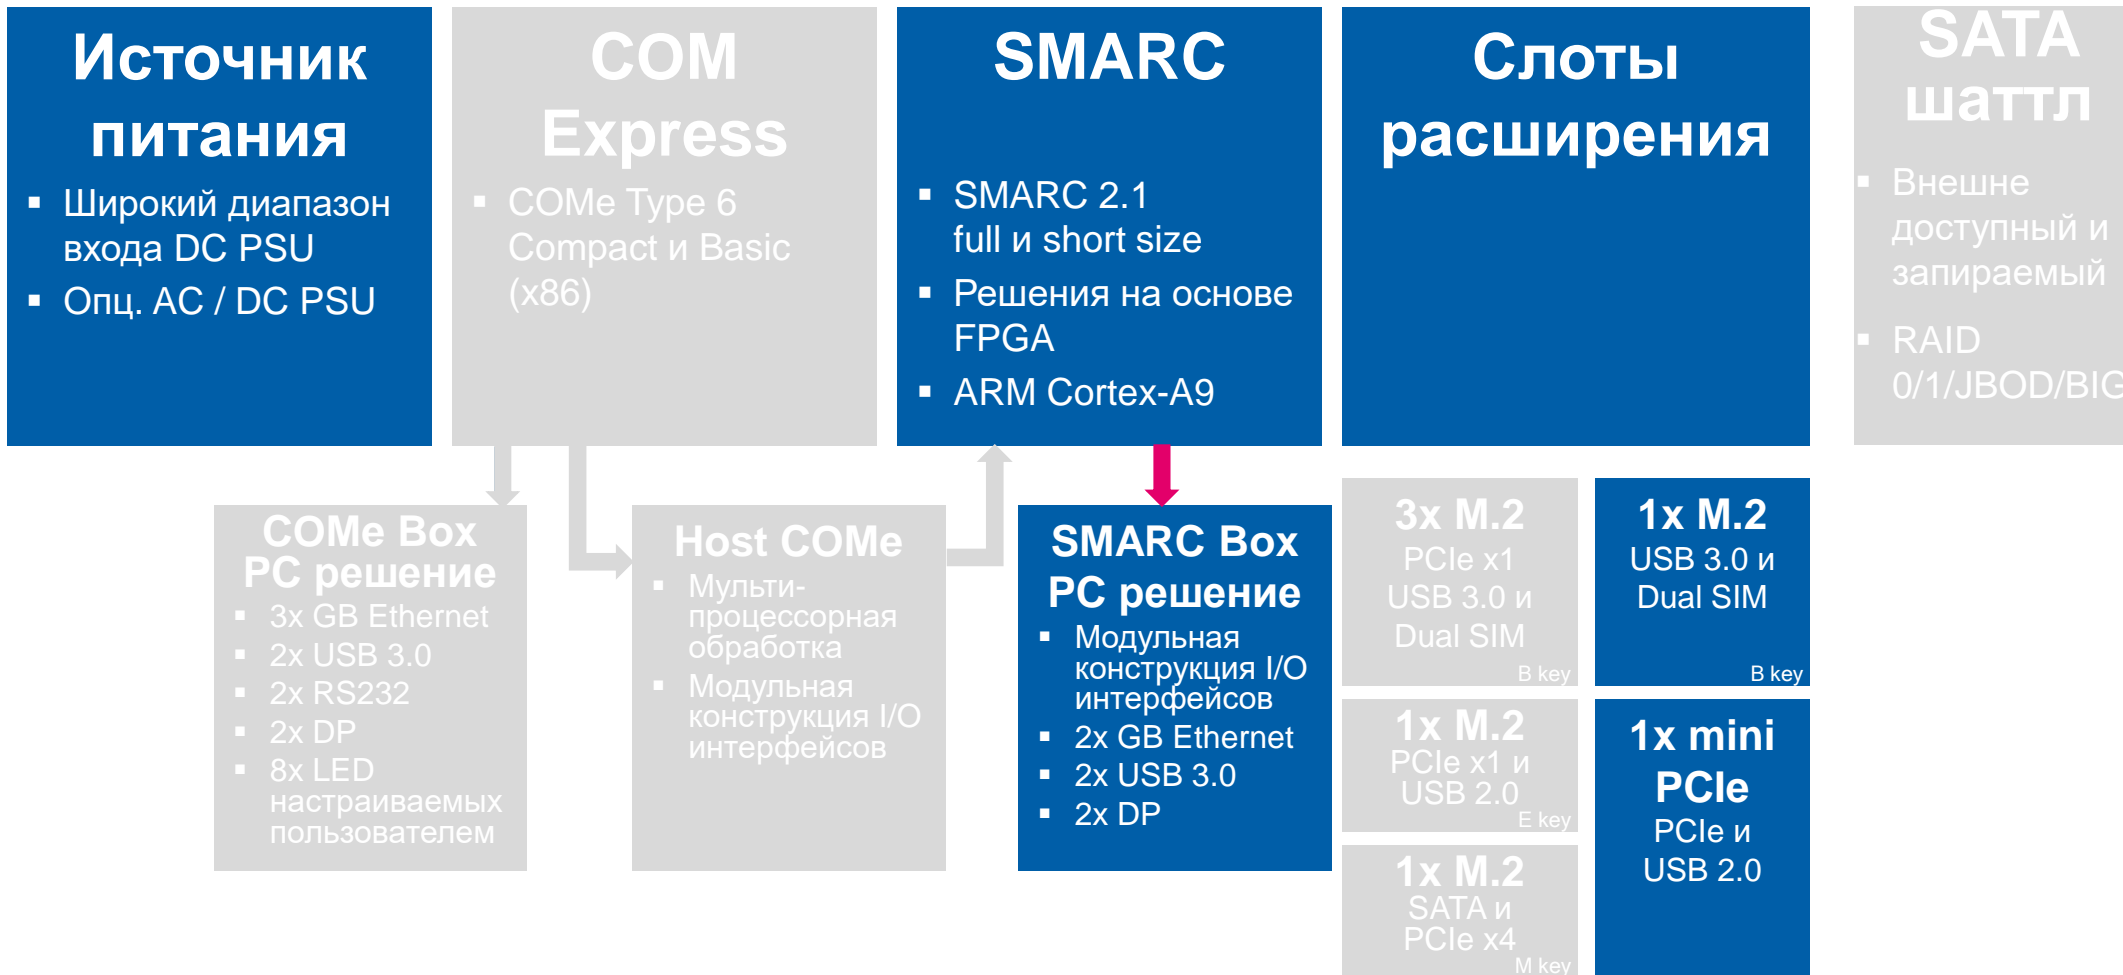 Источник
питания
▪ Широкий диапазон
входа DC PSU
▪ Опц. AC / DC PSU
COM
Express
▪ COMe Type 6
Compact и Basic
(x86)
SMARC
▪ SMARC 2.1
full и short size
▪ Решения на основе
FPGA
▪ ARM Cortex-A9
Слоты
расширения
SATA
шаттл
▪ Внешне
доступный и
запираемый
▪ RAID
0/1/JBOD/BIG
COMe Box
PC решение
▪ 3x GB Ethernet
▪ 2x USB 3.0
▪ 2x RS232
▪ 2x DP
▪ 8x LED
настраиваемых
пользователем
Host COMe
▪ Мульти-
процессорная
обработка
▪ Модульная
конструкция I/O
интерфейсов
SMARC Box
PC решение
▪ Модульная
конструкция I/O
интерфейсов
▪ 2x GB Ethernet
▪ 2x USB 3.0
▪ 2x DP
3x M.2
PCIe x1
USB 3.0 и
Dual SIM
B key
1x M.2
PCIe x1 и
USB 2.0
E key
1x M.2
SATA и
PCIe x4
M key
1x M.2
USB 3.0 и
Dual SIM
B key
1x mini
PCIe
PCIe и
USB 2.0